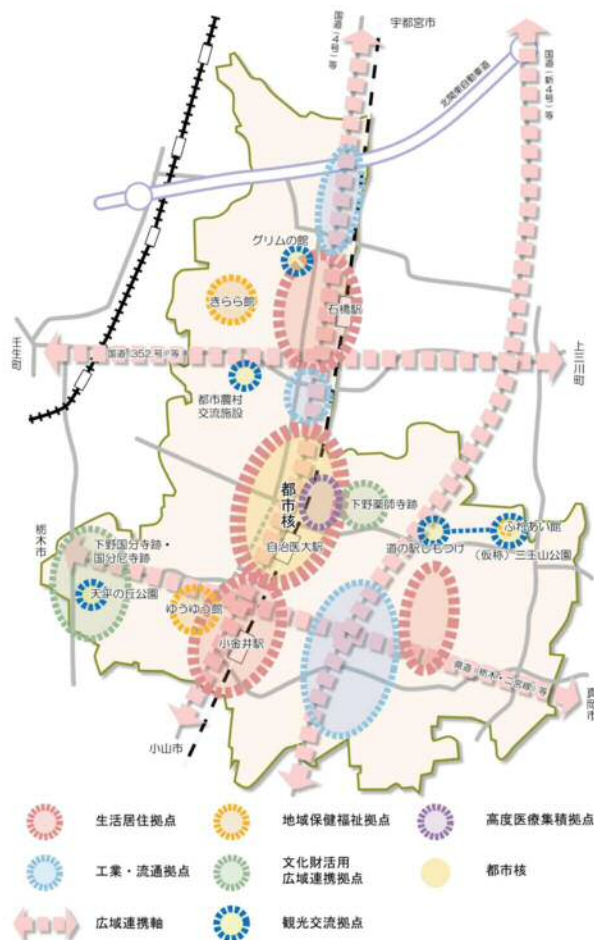 宇都宮市
国道(4号)等
国道(新4号)等
北関東自動車道
グリムの館
きらら館
石橋駅
壬生町
国道(352号)等
上三川町
都市農村
交流施設
都市核
下野薬師寺跡
自治医大駅
道の駅しもつけ
ふれあい館
(仮称)三王山公園
栃木市
下野国分寺跡・
国分尼寺跡
天平の丘公園
ゆうゆう館
小金井駅
県道(栃木・二宮線)等
真岡市
小山市
生活居住拠点
地域保健福祉拠点
高度医療集積拠点
工業・流通拠点
文化財活用
広域連携拠点
都市核
広域連携軸
観光交流拠点